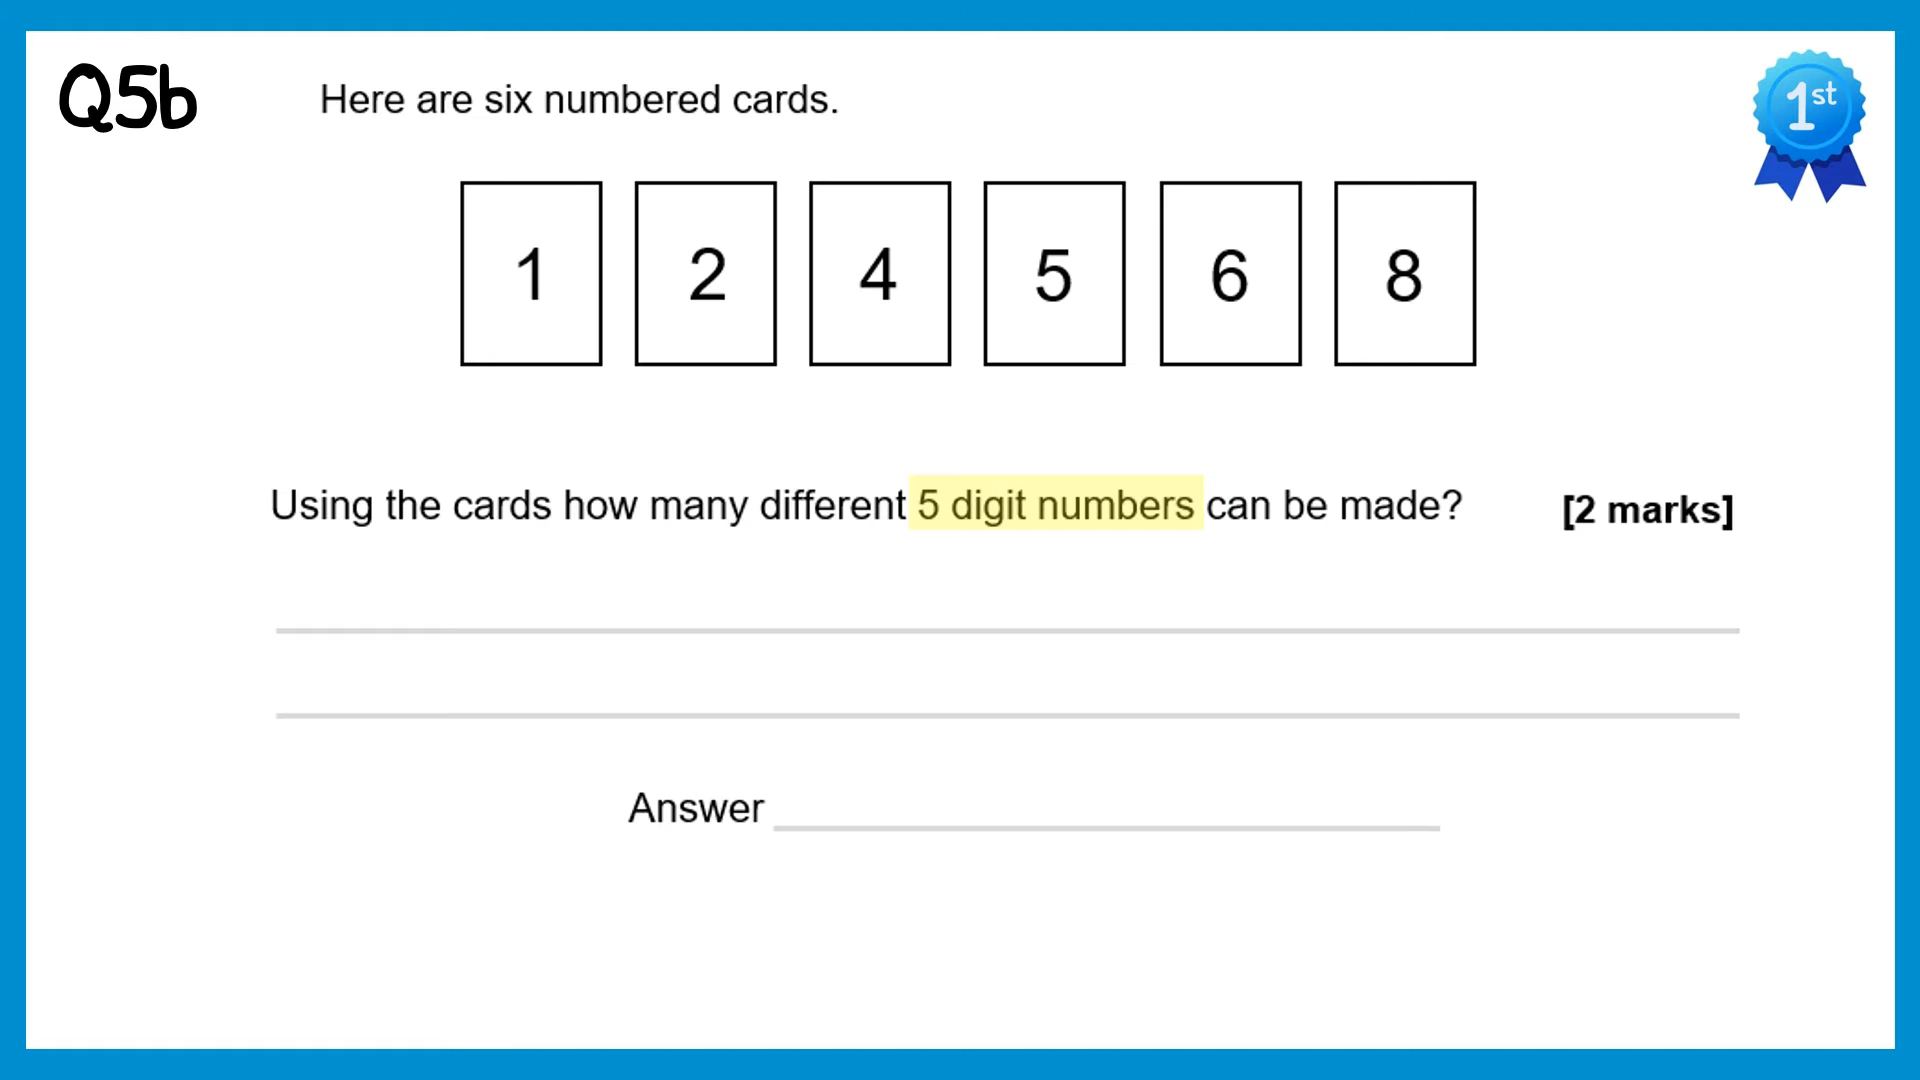 Q5b
Here are six numbered cards.
1st
1 2 4 5 6 8
Using the cards how many different 5 digit numbers can be made? [2 marks]
Answer